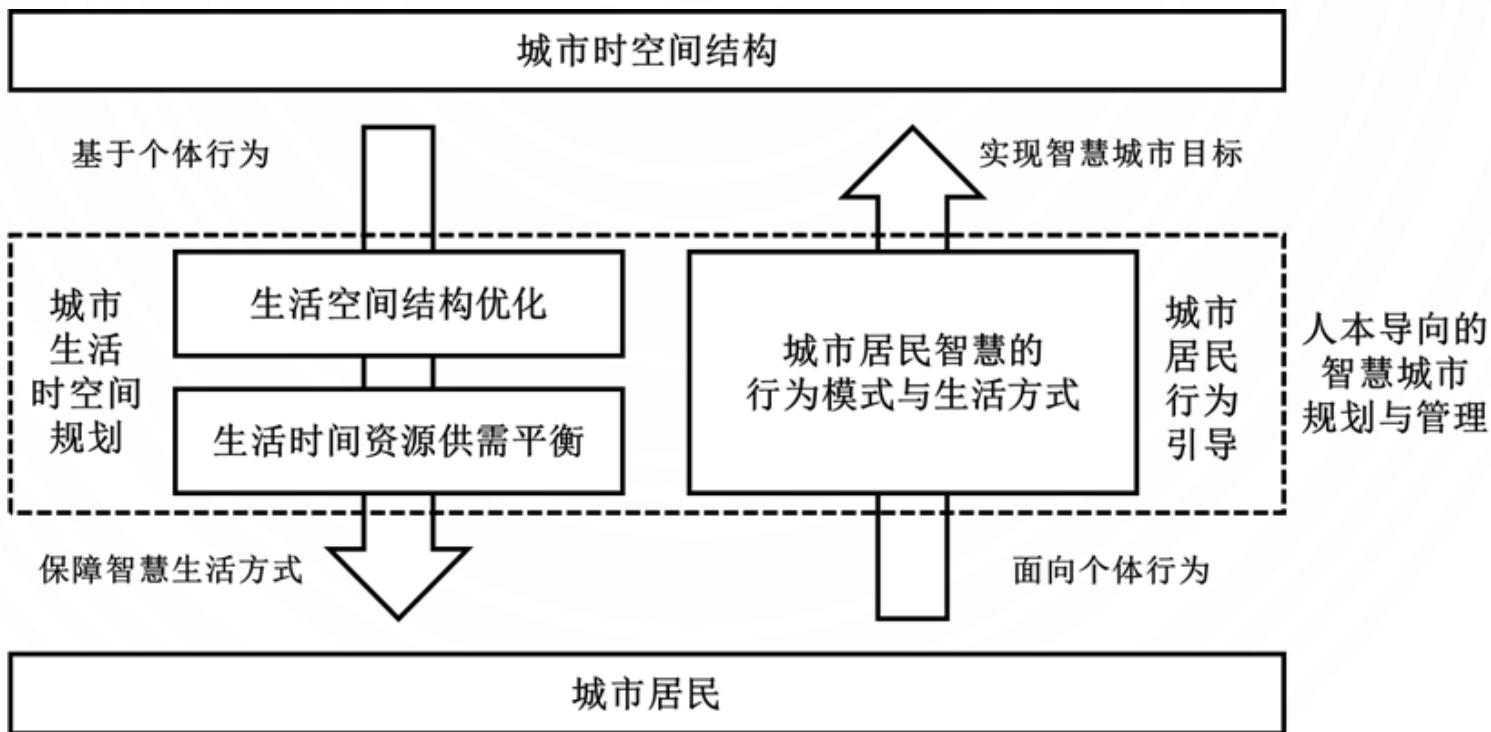 城市时空间结构
基于个体行为
实现智慧城市目标
城市
生活
时空间
规划
生活空间结构优化
生活时间资源供需平衡
城市居民智慧的
行为模式与生活方式
城市
居民
行为
引导
人本导向的
智慧城市
规划与管理
保障智慧生活方式
面向个体行为
城市居民